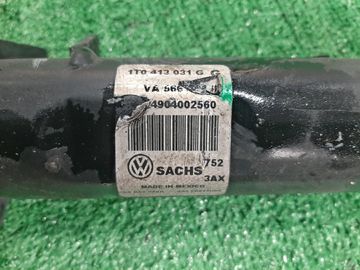 1T0 413 031 G
VA 566
4904002560
SACHS
752
3AX
MADE IN MEXICO